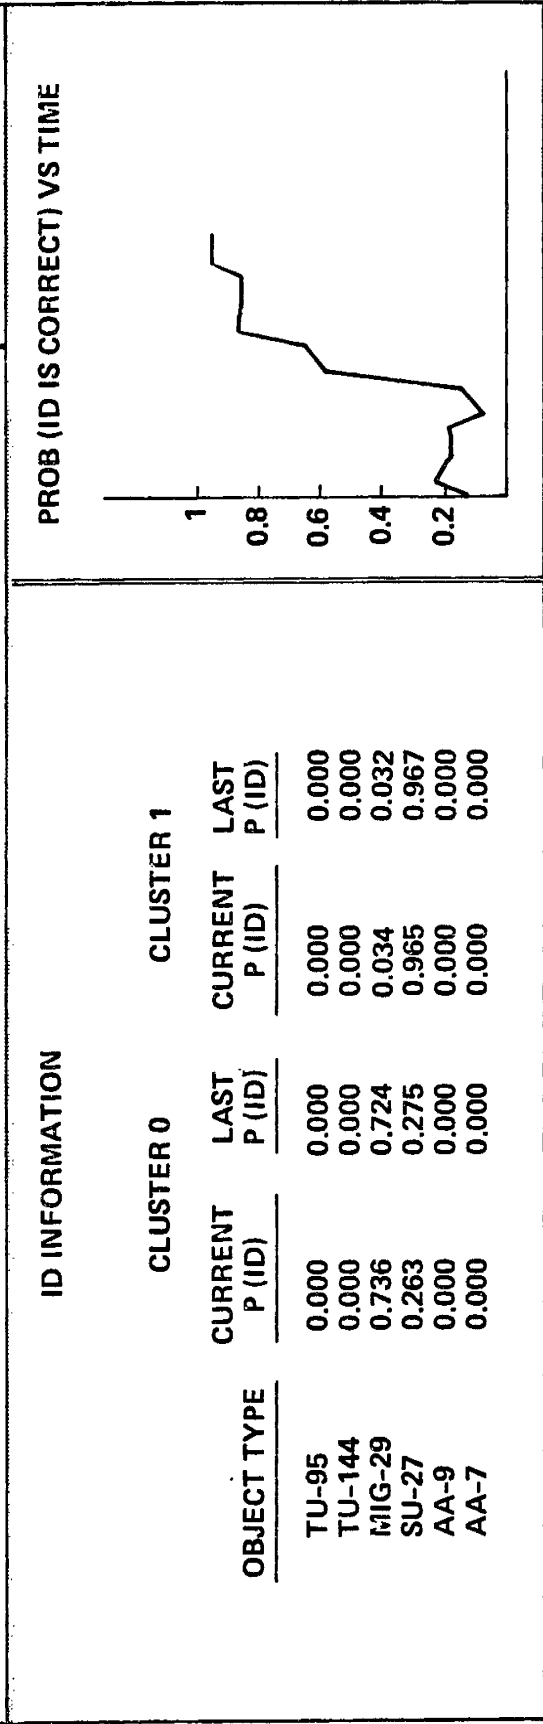 ID INFORMATION
CLUSTER 0 CLUSTER 1
OBJECT TYPE CURRENT P (ID) LAST P (ID) CURRENT P (ID) LAST P (ID)
TU-95 0.000 0.000 0.000 0.000
TU-144 0.000 0.000 0.000 0.000
MIG-29 0.736 0.724 0.034 0.032
SU-27 0.263 0.275 0.965 0.967
AA-9 0.000 0.000 0.000 0.000
AA-7 0.000 0.000 0.000 0.000
PROB (ID IS CORRECT) VS TIME
1
0.8
0.6
0.4
0.2